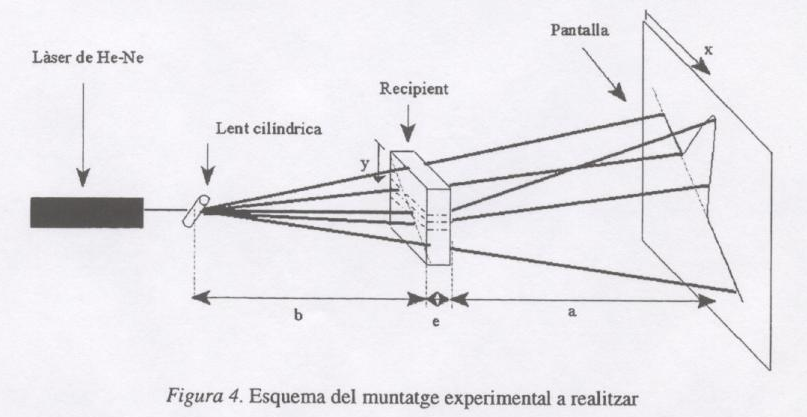 Pantalla
x
Làser de He-Ne
Recipient
Lent cilíndrica
y
b
e
a
Figura 4. Esquema del muntatge experimental a realitzar